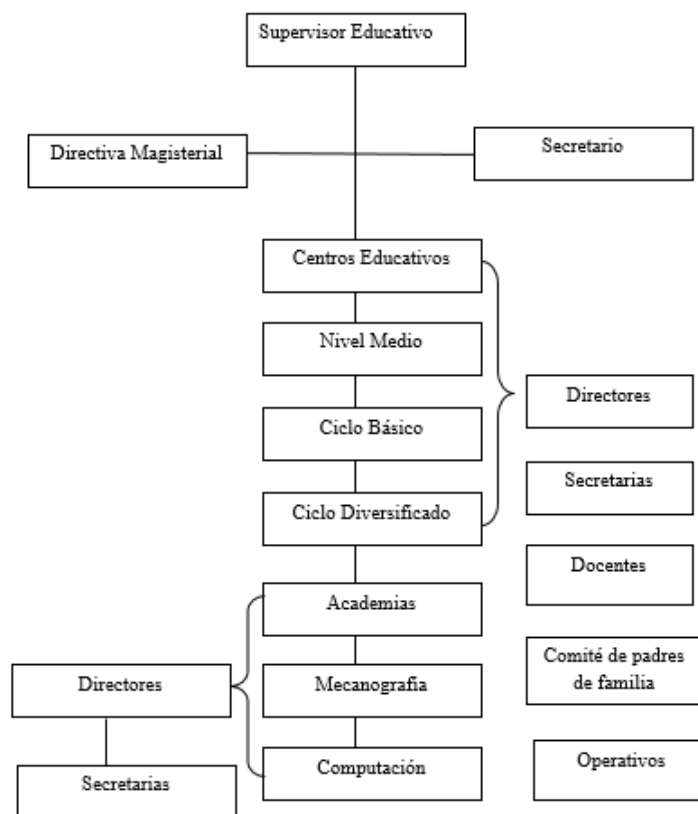 Supervisor Educativo
Directiva Magisterial
Secretario
Centros Educativos
Nivel Medio
Directores
Ciclo Básico
Secretarias
Ciclo Diversificado
Docentes
Academias
Comité de padres
de familia
Directores
Mecanografía
Operativos
Computación
Secretarias